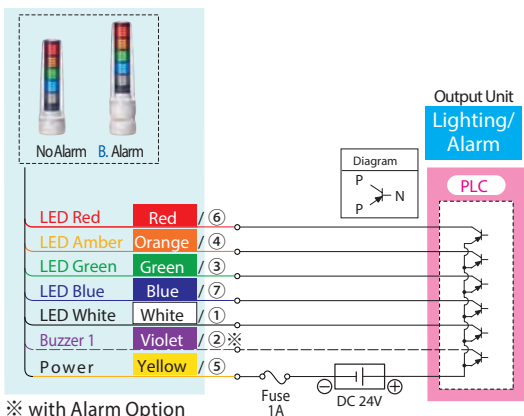 No Alarm B. Alarm
Output Unit
Lighting/
Alarm
Diagram
P
N
P
PLC
LED Red Red / ⑥
LED Amber Orange / ④
LED Green Green / ③
LED Blue Blue / ⑦
LED White White / ①
Buzzer 1 Violet / ②※
Power Yellow / ⑤
Fuse
1A
⊖ DC 24V ⊕
※ with Alarm Option